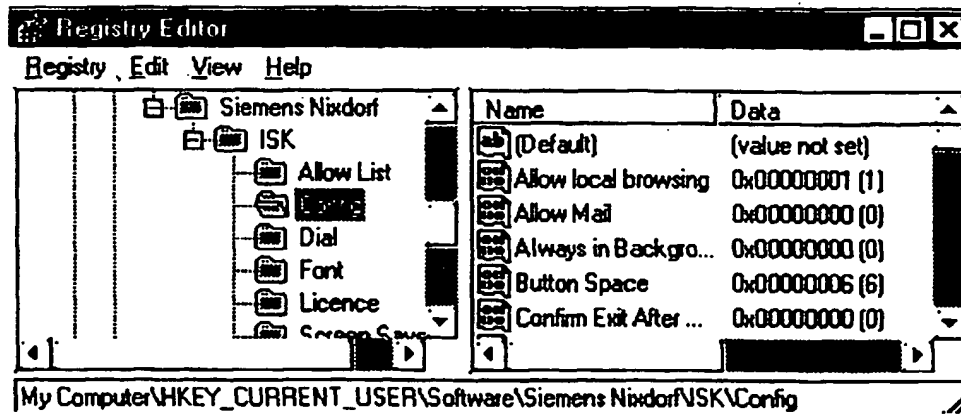 Registry Editor
Registry Edit View Help
Siemens Nixdorf
ISK
Allow List
Dial
Font
Licence
Screen Save
Name Data
(Default) (value not set)
Allow local browsing 0x00000001 (1)
Allow Mail 0x00000000 (0)
Always in Backgro... 0x00000000 (0)
Button Space 0x00000006 (6)
Confirm Exit After ... 0x00000000 (0)
My Computer\HKEY_CURRENT_USER\Software\Siemens Nixdorf\ISK\Config